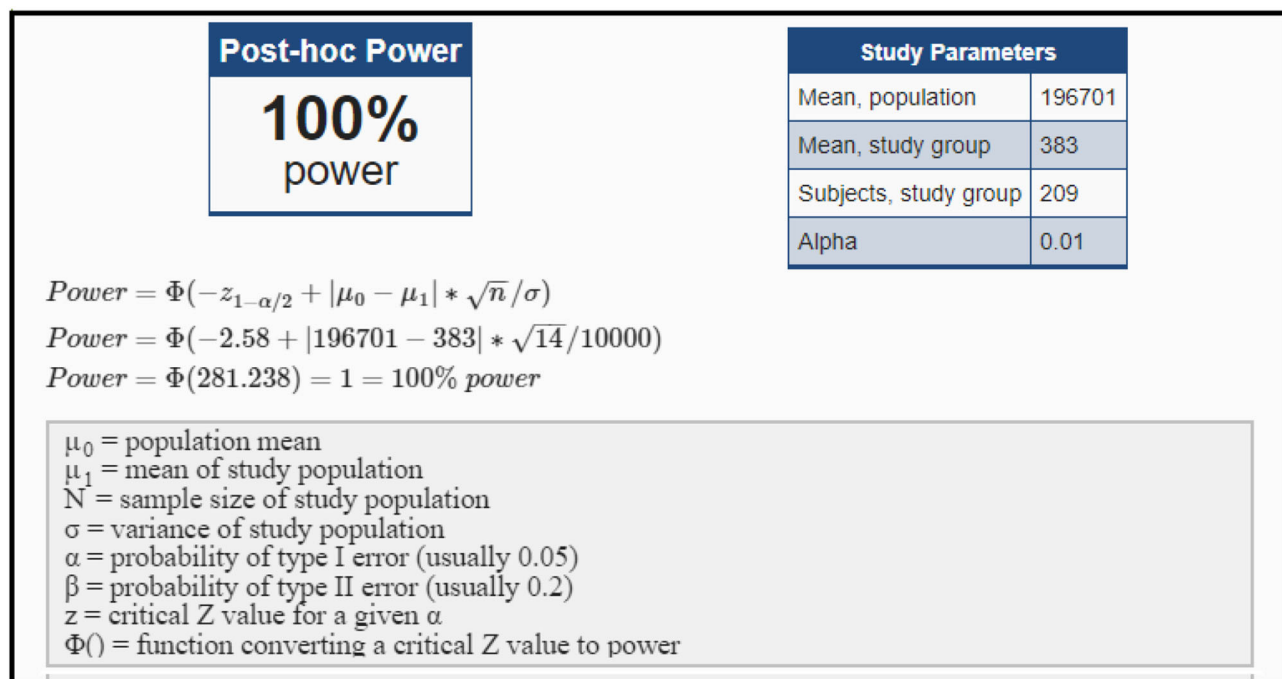 Post-hoc Power
100%
power
Study Parameters
Mean, population 196701
Mean, study group 383
Subjects, study group 209
Alpha 0.01
Power = Φ(−z₁₋α/₂ + |μ₀ − μ₁| * √n/σ)
Power = Φ(−2.58 + |196701 − 383| * √14/10000)
Power = Φ(281.238) = 1 = 100% power
μ₀ = population mean
μ₁ = mean of study population
N = sample size of study population
σ = variance of study population
α = probability of type I error (usually 0.05)
β = probability of type II error (usually 0.2)
z = critical Z value for a given α
Φ() = function converting a critical Z value to power